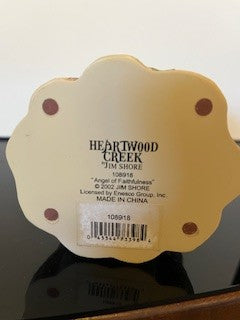 HEARTWOOD
CREEK
BY JIM SHORE
108918
"Angel of Faithfulness"
© 2002 JIM SHORE
Licensed by Enesco Group, Inc.
MADE IN CHINA
108918